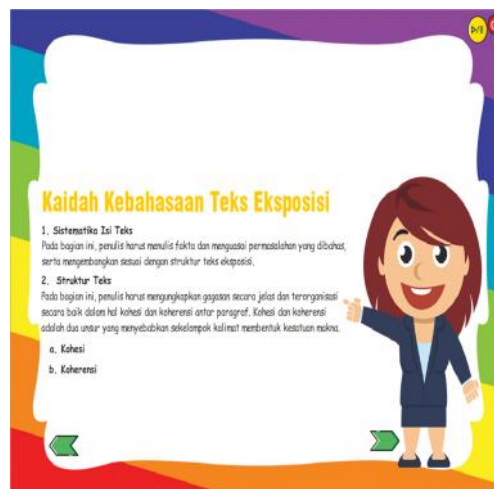 Kaidah Kebahasaan Teks Eksposisi
1. Sistematika Isi Teks
Pada bagian ini, penulis harus menulis fakta dan menguasai permasalahan yang dibahas,
serta mengembangkan sesuai dengan struktur teks eksposisi.
2. Struktur Teks
Pada bagian ini, penulis harus mengungkapkan gagasan secara jelas dan terorganisasi
secara baik dalam hal kohesi dan koherensi antar paragraf. Kohesi dan koherensi
adalah dua unsur yang menyebabkan sekelompok kalimat membentuk kesatuan makna.
a. Kohesi
b. Koherensi